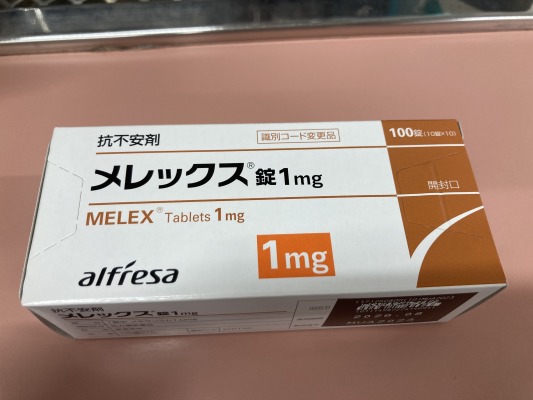 抗不安剤
識別コード変更品
100錠(10錠×10)
メレックス®錠1mg
開封口
MELEX® Tablets 1mg
1mg
alfresa
抗不安剤
メレックス®錠1mg